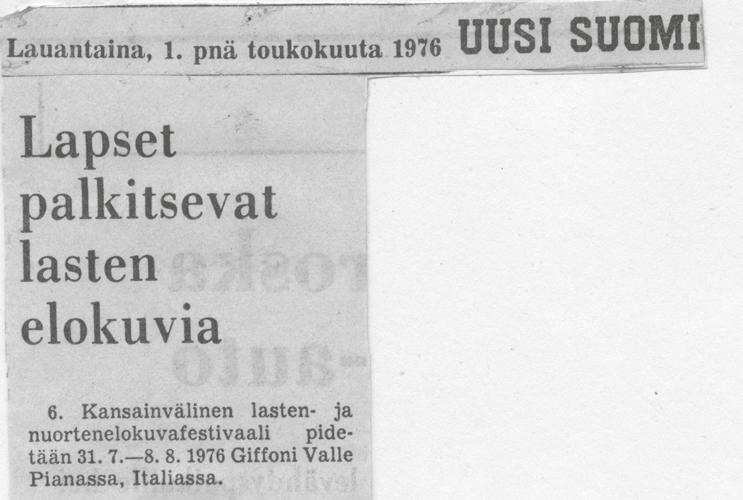 Lauantaina, 1. pnä toukokuuta 1976 UUSI SUOMI
Lapset
palkitsevat
lasten
elokuvia
6. Kansainvälinen lasten- ja
nuortenelokuvafestivaali pide-
tään 31. 7.—8. 8. 1976 Giffoni Valle
Pianassa, Italiassa.